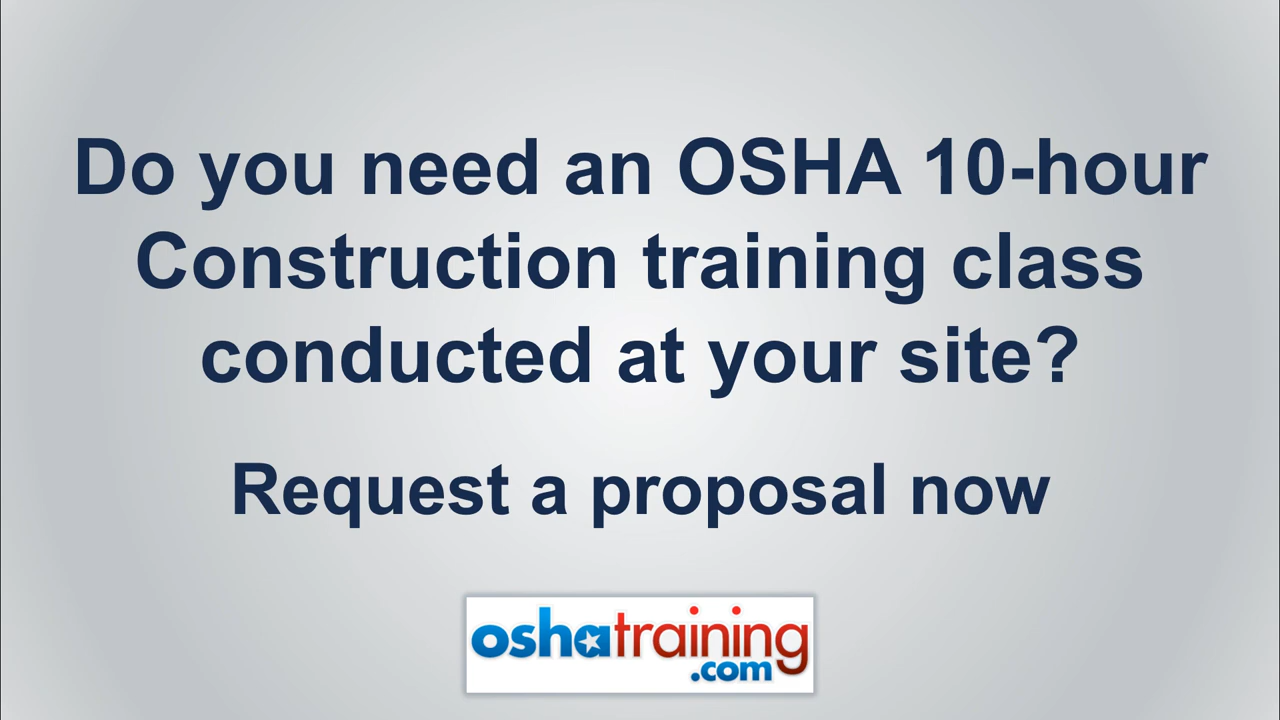 Do you need an OSHA 10-hour
Construction training class
conducted at your site?
Request a proposal now
oshatraining
.com